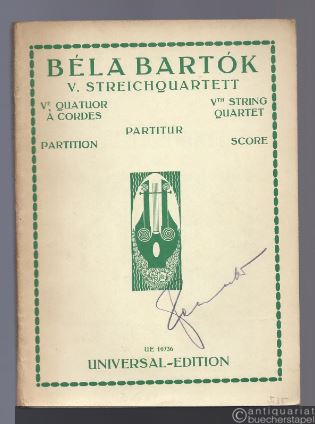 BÉLA BARTÓK
V. STREICHQUARTETT
VE QUATUOR
À CORDES
VTH STRING
QUARTET
PARTITUR
PARTITION
SCORE
UE 10736
UNIVERSAL-EDITION
antiquariat
buecherstapel